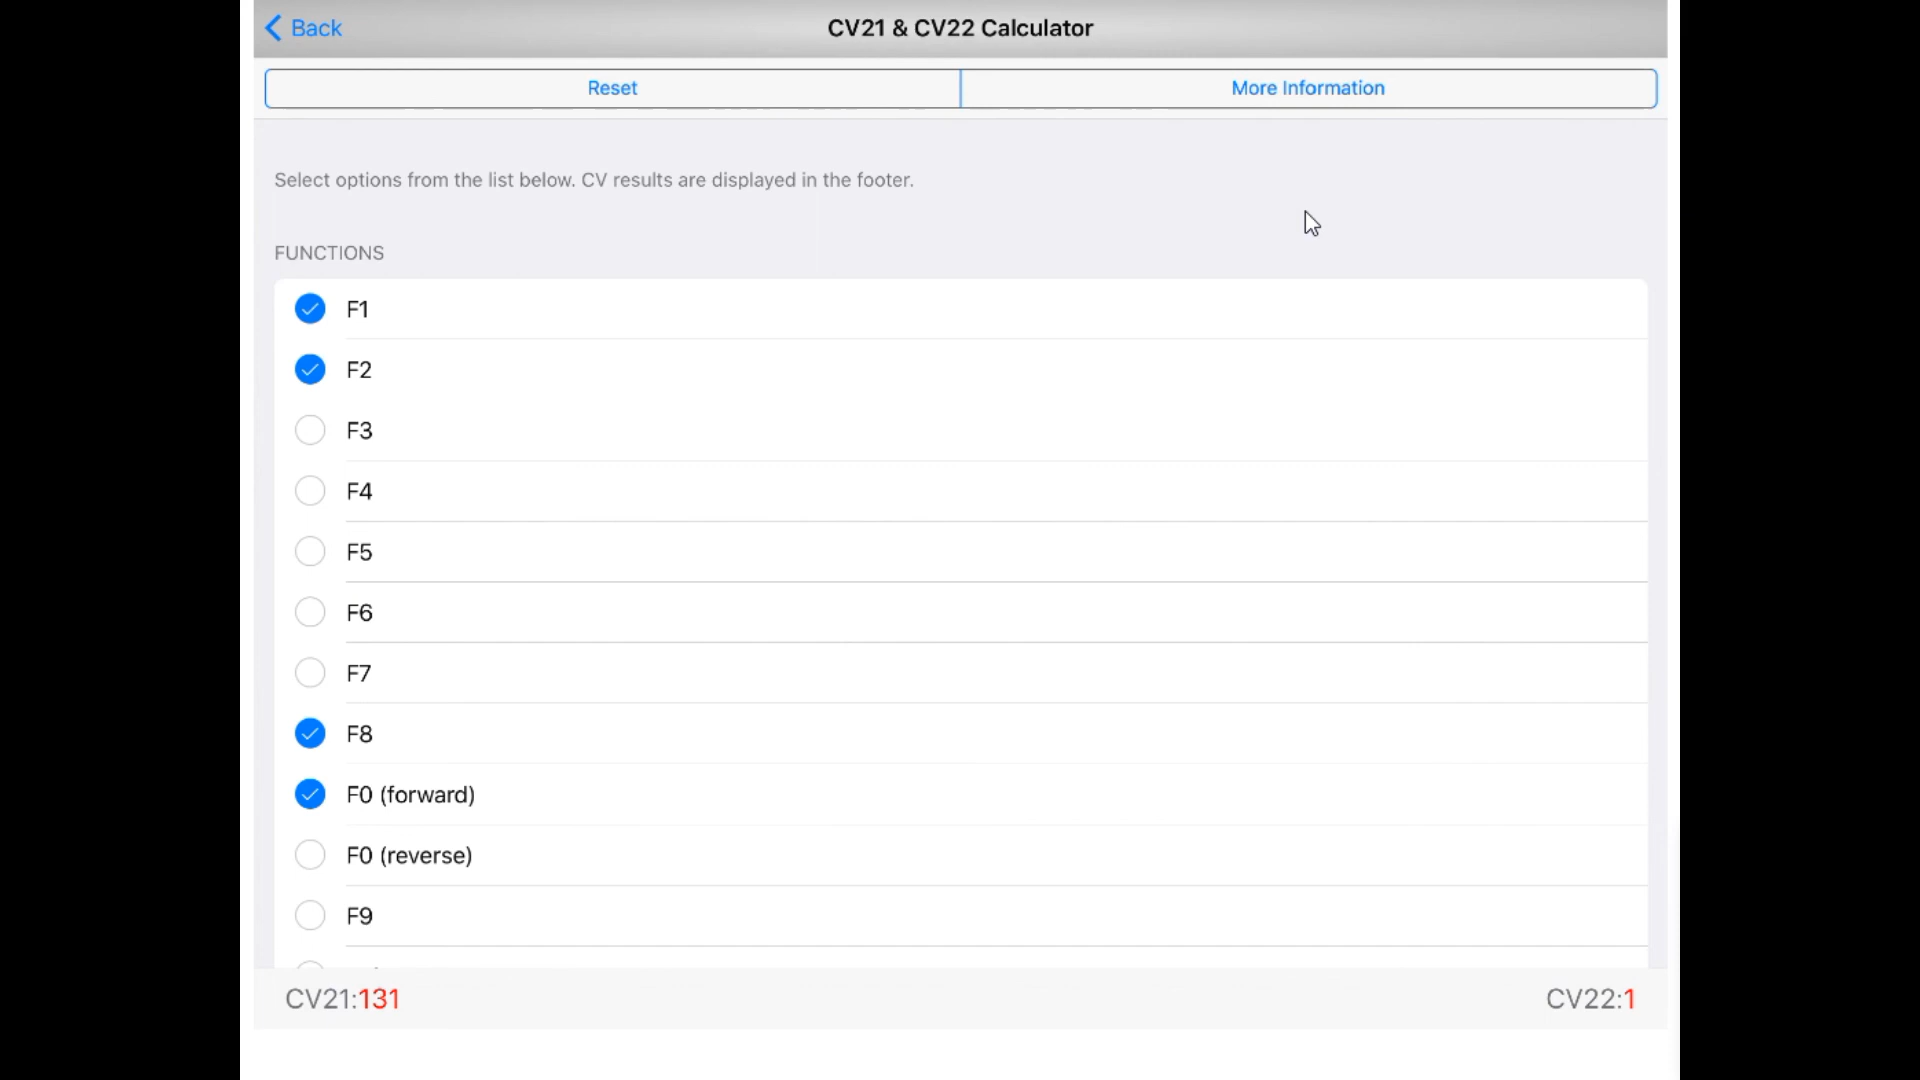 Back
CV21 & CV22 Calculator
Reset
More Information
Select options from the list below. CV results are displayed in the footer.
FUNCTIONS
F1
F2
F3
F4
F5
F6
F7
F8
F0 (forward)
F0 (reverse)
F9
CV21:131
CV22:1